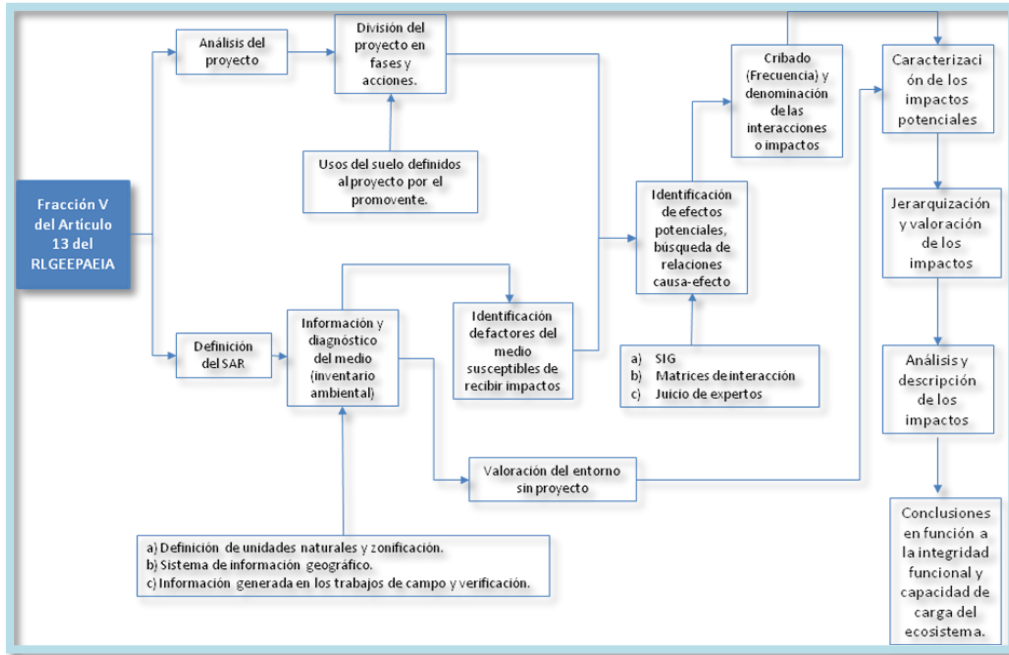 Fracción V
del Artículo
13 del
RLGEEPAEIA
Análisis del
proyecto
División del
proyecto en
fases y
acciones.
Usos del suelo definidos
al proyecto por el
promovente.
Definición
del SAR
Información y
diagnóstico
del medio
(inventario
ambiental)
Identificación
de factores del
medio
susceptibles de
recibir impactos
a) Definición de unidades naturales y zonificación.
b) Sistema de información geográfico.
c) Información generada en los trabajos de campo y verificación.
Valoración del entorno
sin proyecto
Identificación
de efectos
potenciales,
búsqueda de
relaciones
causa-efecto
a) SIG
b) Matrices de interacción
c) Juicio de expertos
Cribado
(Frecuencia) y
denominación
de las
interacciones
o impactos
Caracterizaci
ón de los
impactos
potenciales
Jerarquización
y valoración
de los
impactos
Análisis y
descripción
de los
impactos
Conclusiones
en función a
la integridad
funcional y
capacidad de
carga del
ecosistema.